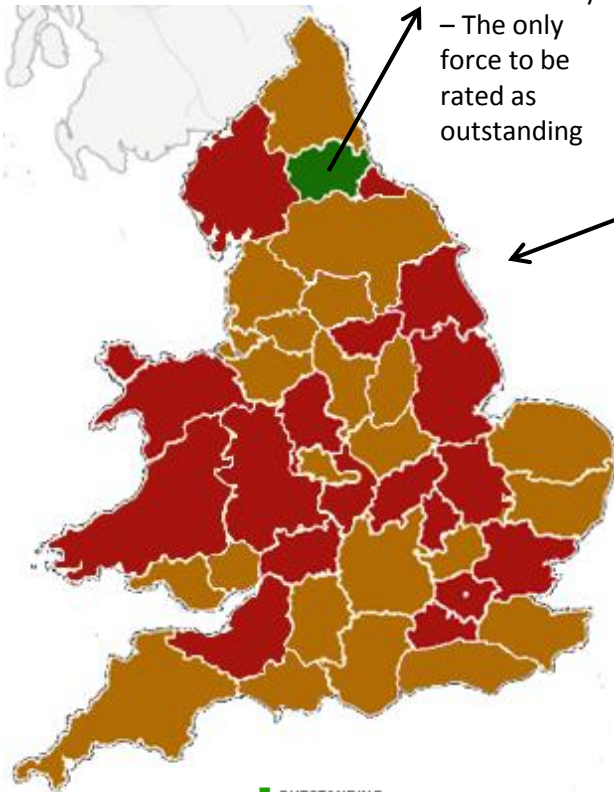 – The only
force to be
rated as
outstanding